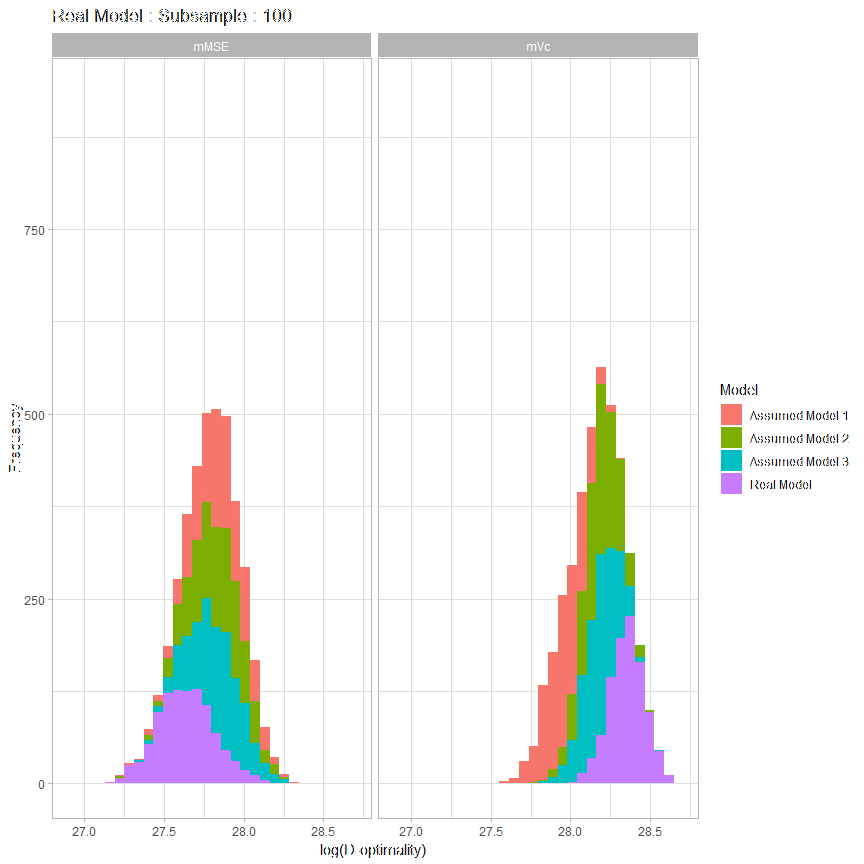 Real Model : Subsample : 100
mMSE mVc
750
500
250
0
Frequency
27.0 27.5 28.0 28.5 27.0 27.5 28.0 28.5
log(D-optimality)
Model
Assumed Model 1
Assumed Model 2
Assumed Model 3
Real Model